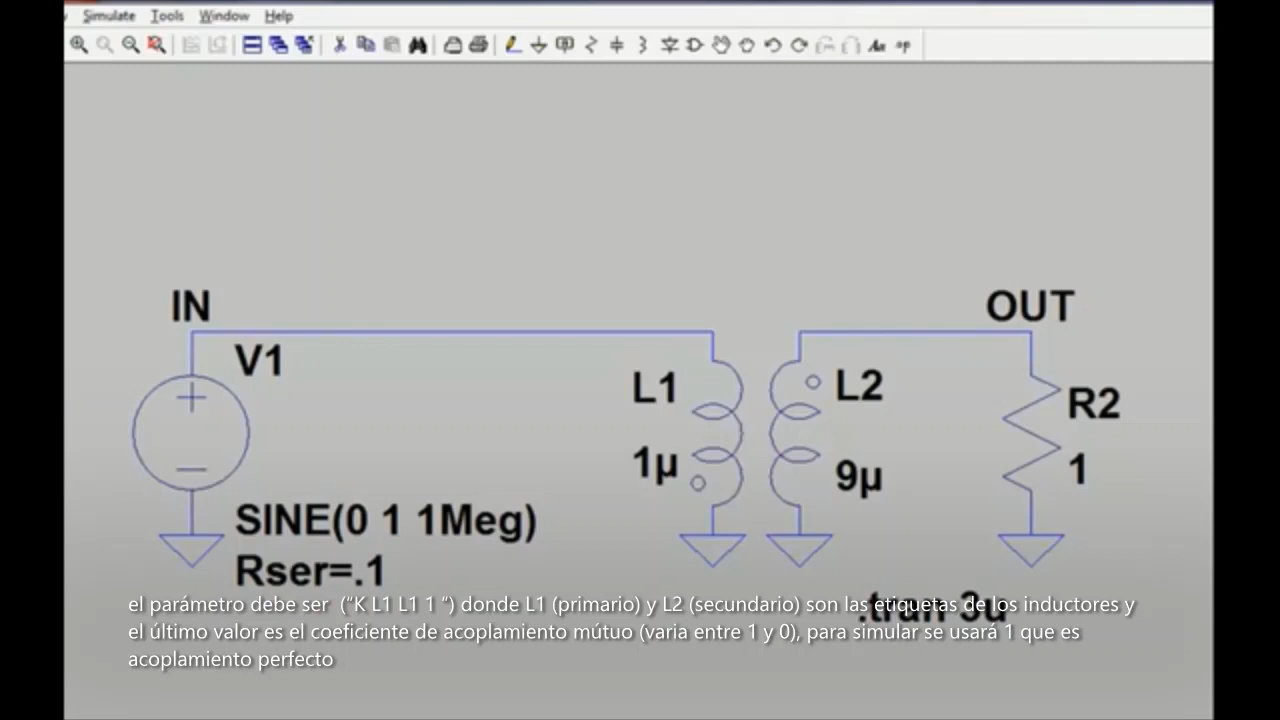 Simulate Tools Window Help
IN
OUT
V1
L1
L2
R2
1µ
9µ
1
SINE(0 1 1Meg)
Rser=.1
.tran 3u
el parámetro debe ser (“K L1 L1 1 “) donde L1 (primario) y L2 (secundario) son las etiquetas de los inductores y
el último valor es el coeficiente de acoplamiento mútuo (varia entre 1 y 0), para simular se usará 1 que es
acoplamiento perfecto